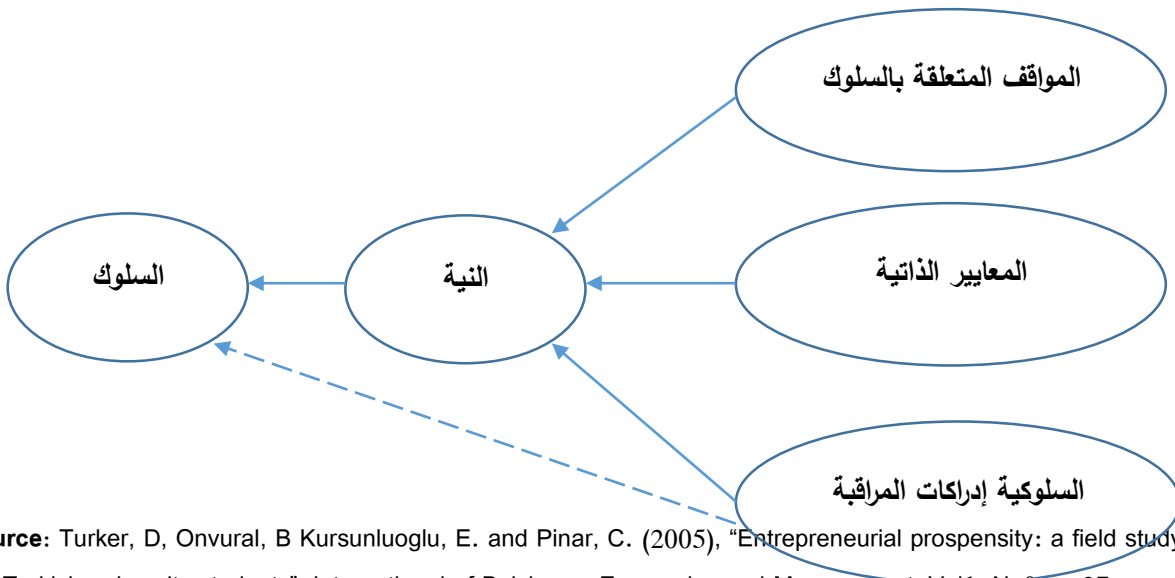 المواقف المتعلقة بالسلوك
المعايير الذاتية
النية
السلوك
السلوكية إدراكات المراقبة
urce: Turker, D, Onvural, B Kursunluoglu, E. and Pinar, C. (2005), “Entrepreneurial prospensity: a field study